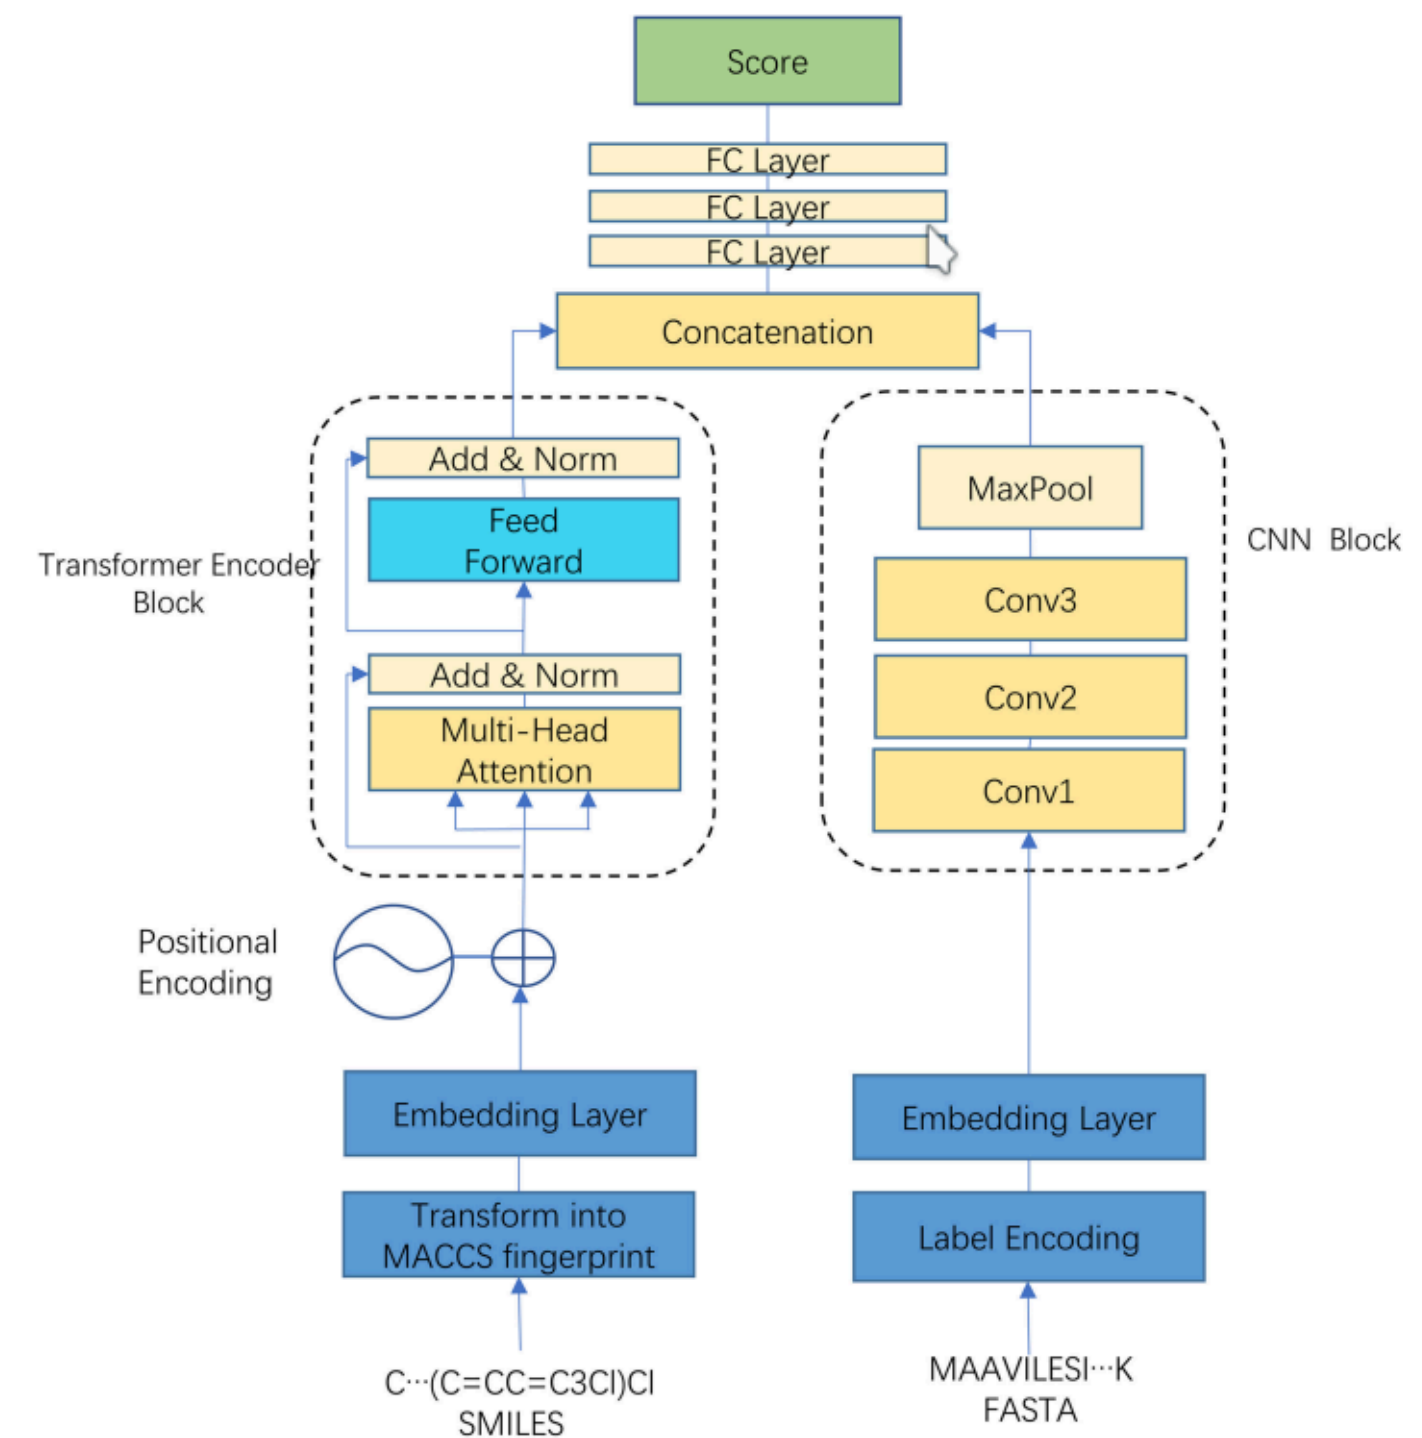 Score
FC Layer
FC Layer
FC Layer
Concatenation
Add & Norm
Feed
Forward
Transformer Encoder
Block
Add & Norm
Multi-Head
Attention
MaxPool
CNN Block
Conv3
Conv2
Conv1
Positional
Encoding
Embedding Layer
Transform into
MACCS fingerprint
C···(C=CC=C3Cl)Cl
SMILES
Embedding Layer
Label Encoding
MAAVILESI···K
FASTA